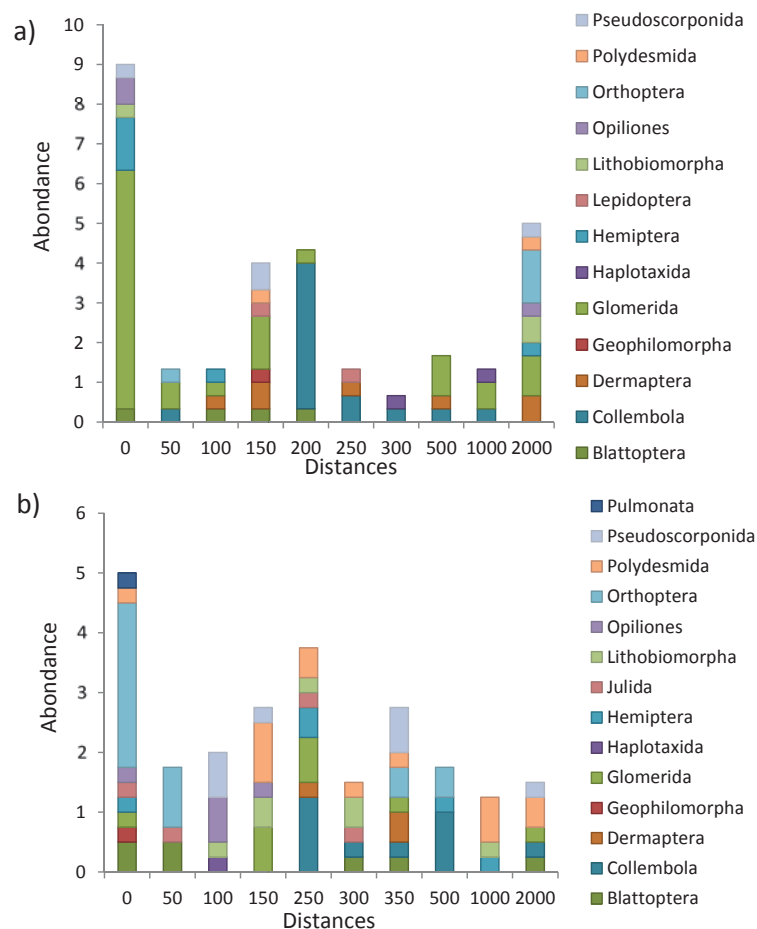 a)
Abondance
10
9
8
7
6
5
4
3
2
1
0
0 50 100 150 200 250 300 500 1000 2000
Distances
Pseudoscorponida
Polydesmida
Orthoptera
Opiliones
Lithobiomorpha
Lepidoptera
Hemiptera
Haplotaxida
Glomerida
Geophilomorpha
Dermaptera
Collembola
Blattoptera
b)
Abondance
6
5
4
3
2
1
0
0 50 100 150 250 300 350 500 1000 2000
Distances
Pulmonata
Pseudoscorponida
Polydesmida
Orthoptera
Opiliones
Lithobiomorpha
Julida
Hemiptera
Haplotaxida
Glomerida
Geophilomorpha
Dermaptera
Collembola
Blattoptera